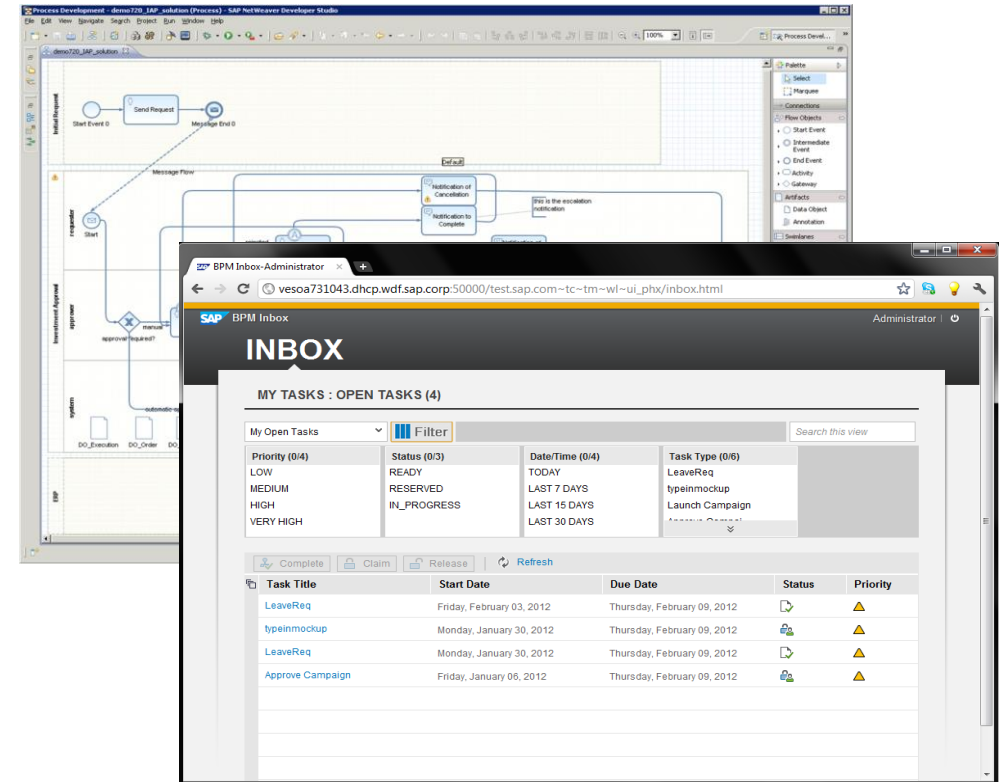 Process Development - demo720_IAP_solution (Process) - SAP NetWeaver Developer Studio
File Edit View Navigate Search Project Run Window Help
100%
Process Devel...
demo720_IAP_solution
Palette
Select
Marquee
Connections
Flow Objects
Start Event
Intermediate
Event
End Event
Activity
Gateway
Artifacts
Data Object
Annotation
Swimlanes
Initial Request
Start Event 0
Send Request
Message End 0
Default
Message Flow
Notification of
Cancellation
Notification to
Complete
this is the escalation
notification
requester
Start
Investment Approval
approver
manual
approval required?
system
DO_Execution
DO_Order
ERP
BPM Inbox-Administrator
vesoa731043.dhcp.wdf.sap.corp:50000/test.sap.com~tc~tm~wl~ui_phx/inbox.html
SAP BPM Inbox
Administrator
INBOX
MY TASKS : OPEN TASKS (4)
My Open Tasks
Filter
Search this view
Priority (0/4) Status (0/3) Date/Time (0/4) Task Type (0/6)
LOW READY TODAY LeaveReq
MEDIUM RESERVED LAST 7 DAYS typeinmockup
HIGH IN_PROGRESS LAST 15 DAYS Launch Campaign
VERY HIGH LAST 30 DAYS
Complete Claim Release Refresh
Task Title Start Date Due Date Status Priority
LeaveReq Friday, February 03, 2012 Thursday, February 09, 2012
typeinmockup Monday, January 30, 2012 Thursday, February 09, 2012
LeaveReq Monday, January 30, 2012 Thursday, February 09, 2012
Approve Campaign Friday, January 06, 2012 Thursday, February 09, 2012